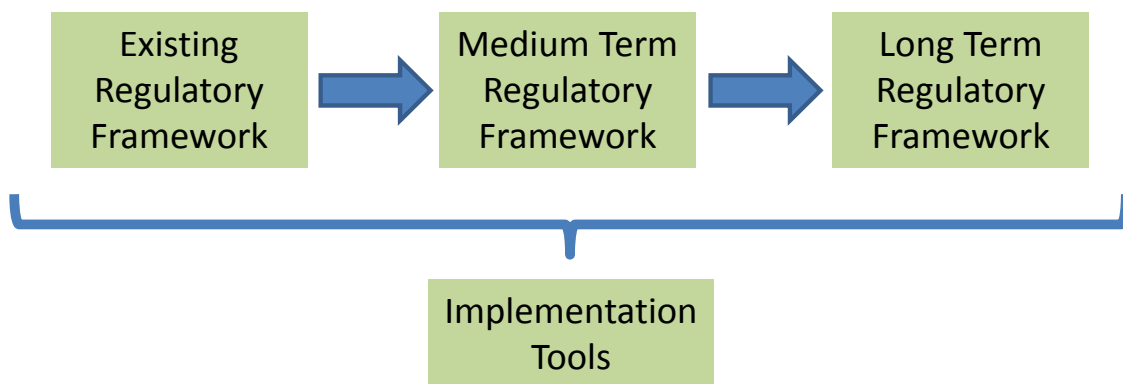 Existing
Regulatory
Framework
Medium Term
Regulatory
Framework
Long Term
Regulatory
Framework
Implementation
Tools